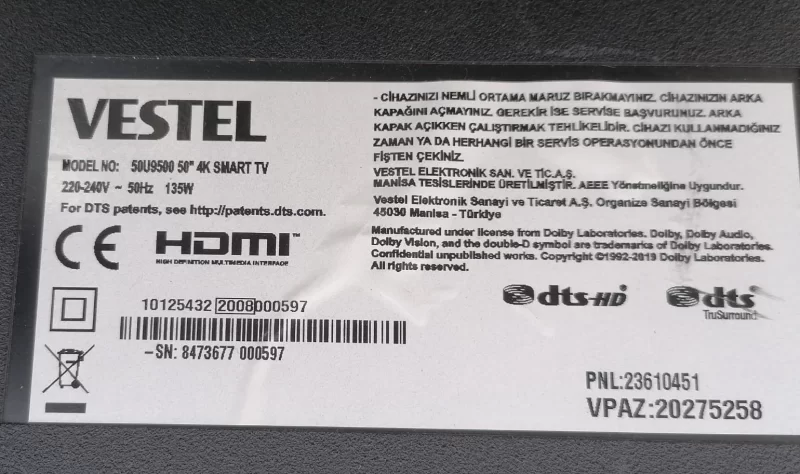 VESTEL
MODEL NO: 50U9500 50" 4K SMART TV
220-240V ~ 50Hz 135W
For DTS patents, see http://patents.dts.com.
CE HDMI™
HIGH DEFINITION MULTIMEDIA INTERFACE
10125432 2008000597
-SN: 8473677 000597
- CİHAZINIZI NEMLİ ORTAMA MARUZ BIRAKMAYINIZ. CİHAZINIZIN ARKA
KAPAĞINI AÇMAYINIZ. GEREKİR İSE SERVİSE BAŞVURUNUZ. ARKA
KAPAK AÇIKKEN ÇALIŞTIRMAK TEHLİKELİDİR. CİHAZI KULLANMADIĞINIZ
ZAMAN YA DA HERHANGİ BİR SERVİS OPERASYONUNDAN ÖNCE
FİŞTEN ÇEKİNİZ.
VESTEL ELEKTRONİK SAN. VE TİC.A.Ş.
MANİSA TESİSLERİNDE ÜRETİLMİŞTİR. AEEE Yönetmeliğine Uygundur.
Vestel Elektronik Sanayi ve Ticaret A.Ş. Organize Sanayi Bölgesi
45030 Manisa - Türkiye
Manufactured under license from Dolby Laboratories. Dolby, Dolby Audio,
Dolby Vision, and the double-D symbol are trademarks of Dolby Laboratories.
Confidential unpublished works. Copyright ©1992-2019 Dolby Laboratories.
All rights reserved.
dts-HD dts
TruSurround
PNL:23610451
VPAZ:20275258